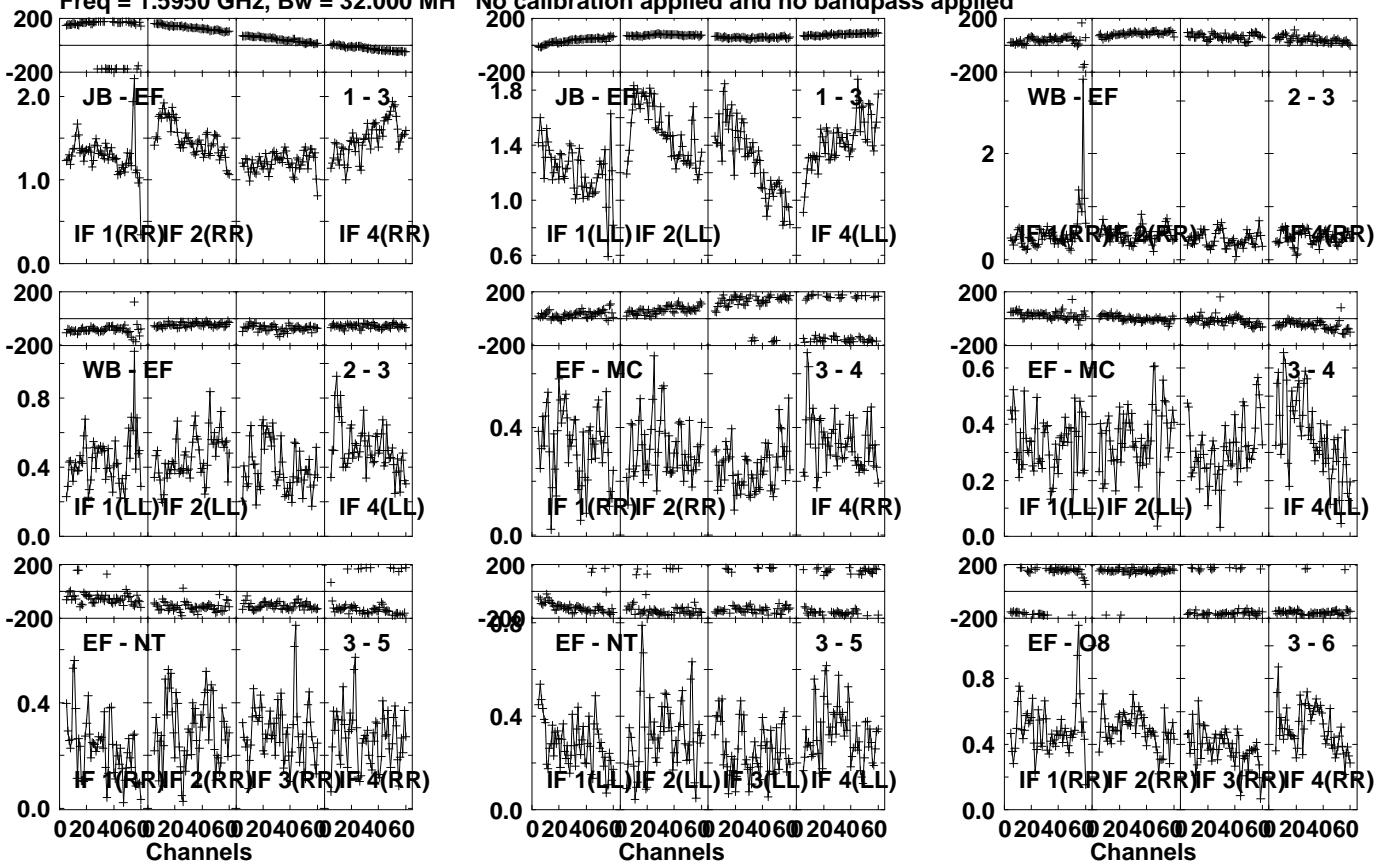 Freq = 1.5950 GHz, Bw = 32.000 MH No calibration applied and no bandpass applied
200
-200
2.0
1.0
0.0
JB - EF 1 - 3
IF 1(RR) IF 2(RR) IF 4(RR)
200
-200
1.8
1.4
1.0
0.6
JB - EF 1 - 3
IF 1(LL) IF 2(LL) IF 4(LL)
200
-200
2
0
WB - EF 2 - 3
IF 1(RR) IF 2(RR) IF 4(RR)
200
-200
0.8
0.4
0.0
WB - EF 2 - 3
IF 1(LL) IF 2(LL) IF 4(LL)
200
-200
0.4
0.0
EF - MC 3 - 4
IF 1(RR) IF 2(RR) IF 4(RR)
200
-200
0.6
0.4
0.2
0.0
EF - MC 3 - 4
IF 1(LL) IF 2(LL) IF 4(LL)
200
-200
0.4
0.0
EF - NT 3 - 5
IF 1(RR) IF 2(RR) IF 3(RR) IF 4(RR)
0 20 40 60 0 20 40 60 0 20 40 60 0 20 40 60
Channels
200
-200
0.8
0.4
0.0
EF - NT 3 - 5
IF 1(LL) IF 2(LL) IF 3(LL) IF 4(LL)
0 20 40 60 0 20 40 60 0 20 40 60 0 20 40 60
Channels
200
-200
0.8
0.4
0.0
EF - O8 3 - 6
IF 1(RR) IF 2(RR) IF 3(RR) IF 4(RR)
0 20 40 60 0 20 40 60 0 20 40 60 0 20 40 60
Channels